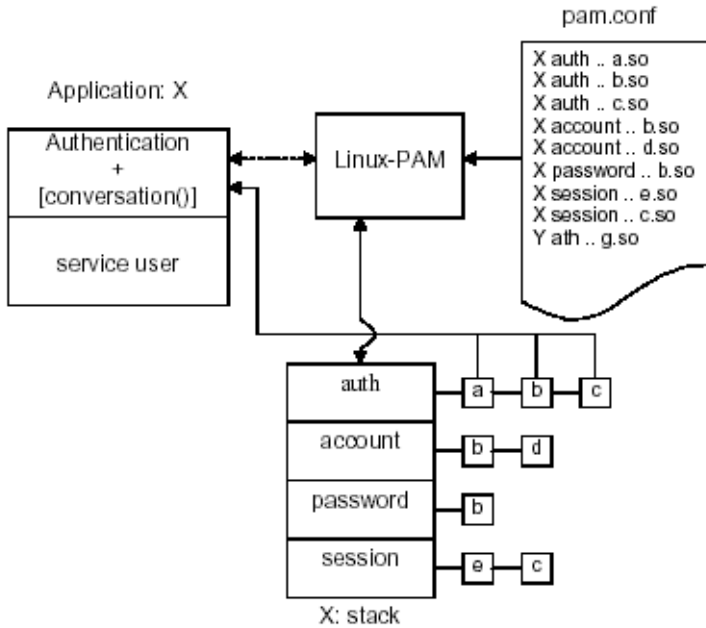 pam.conf
X auth .. a.so
X auth .. b.so
X auth .. c.so
X account .. b.so
X account .. d.so
X password .. b.so
X session .. e.so
X session .. c.so
Y ath .. g.so
Application: X
Authentication
+
[conversation()]
service user
Linux-PAM
auth
a
b
c
account
b
d
password
b
session
e
c
X: stack